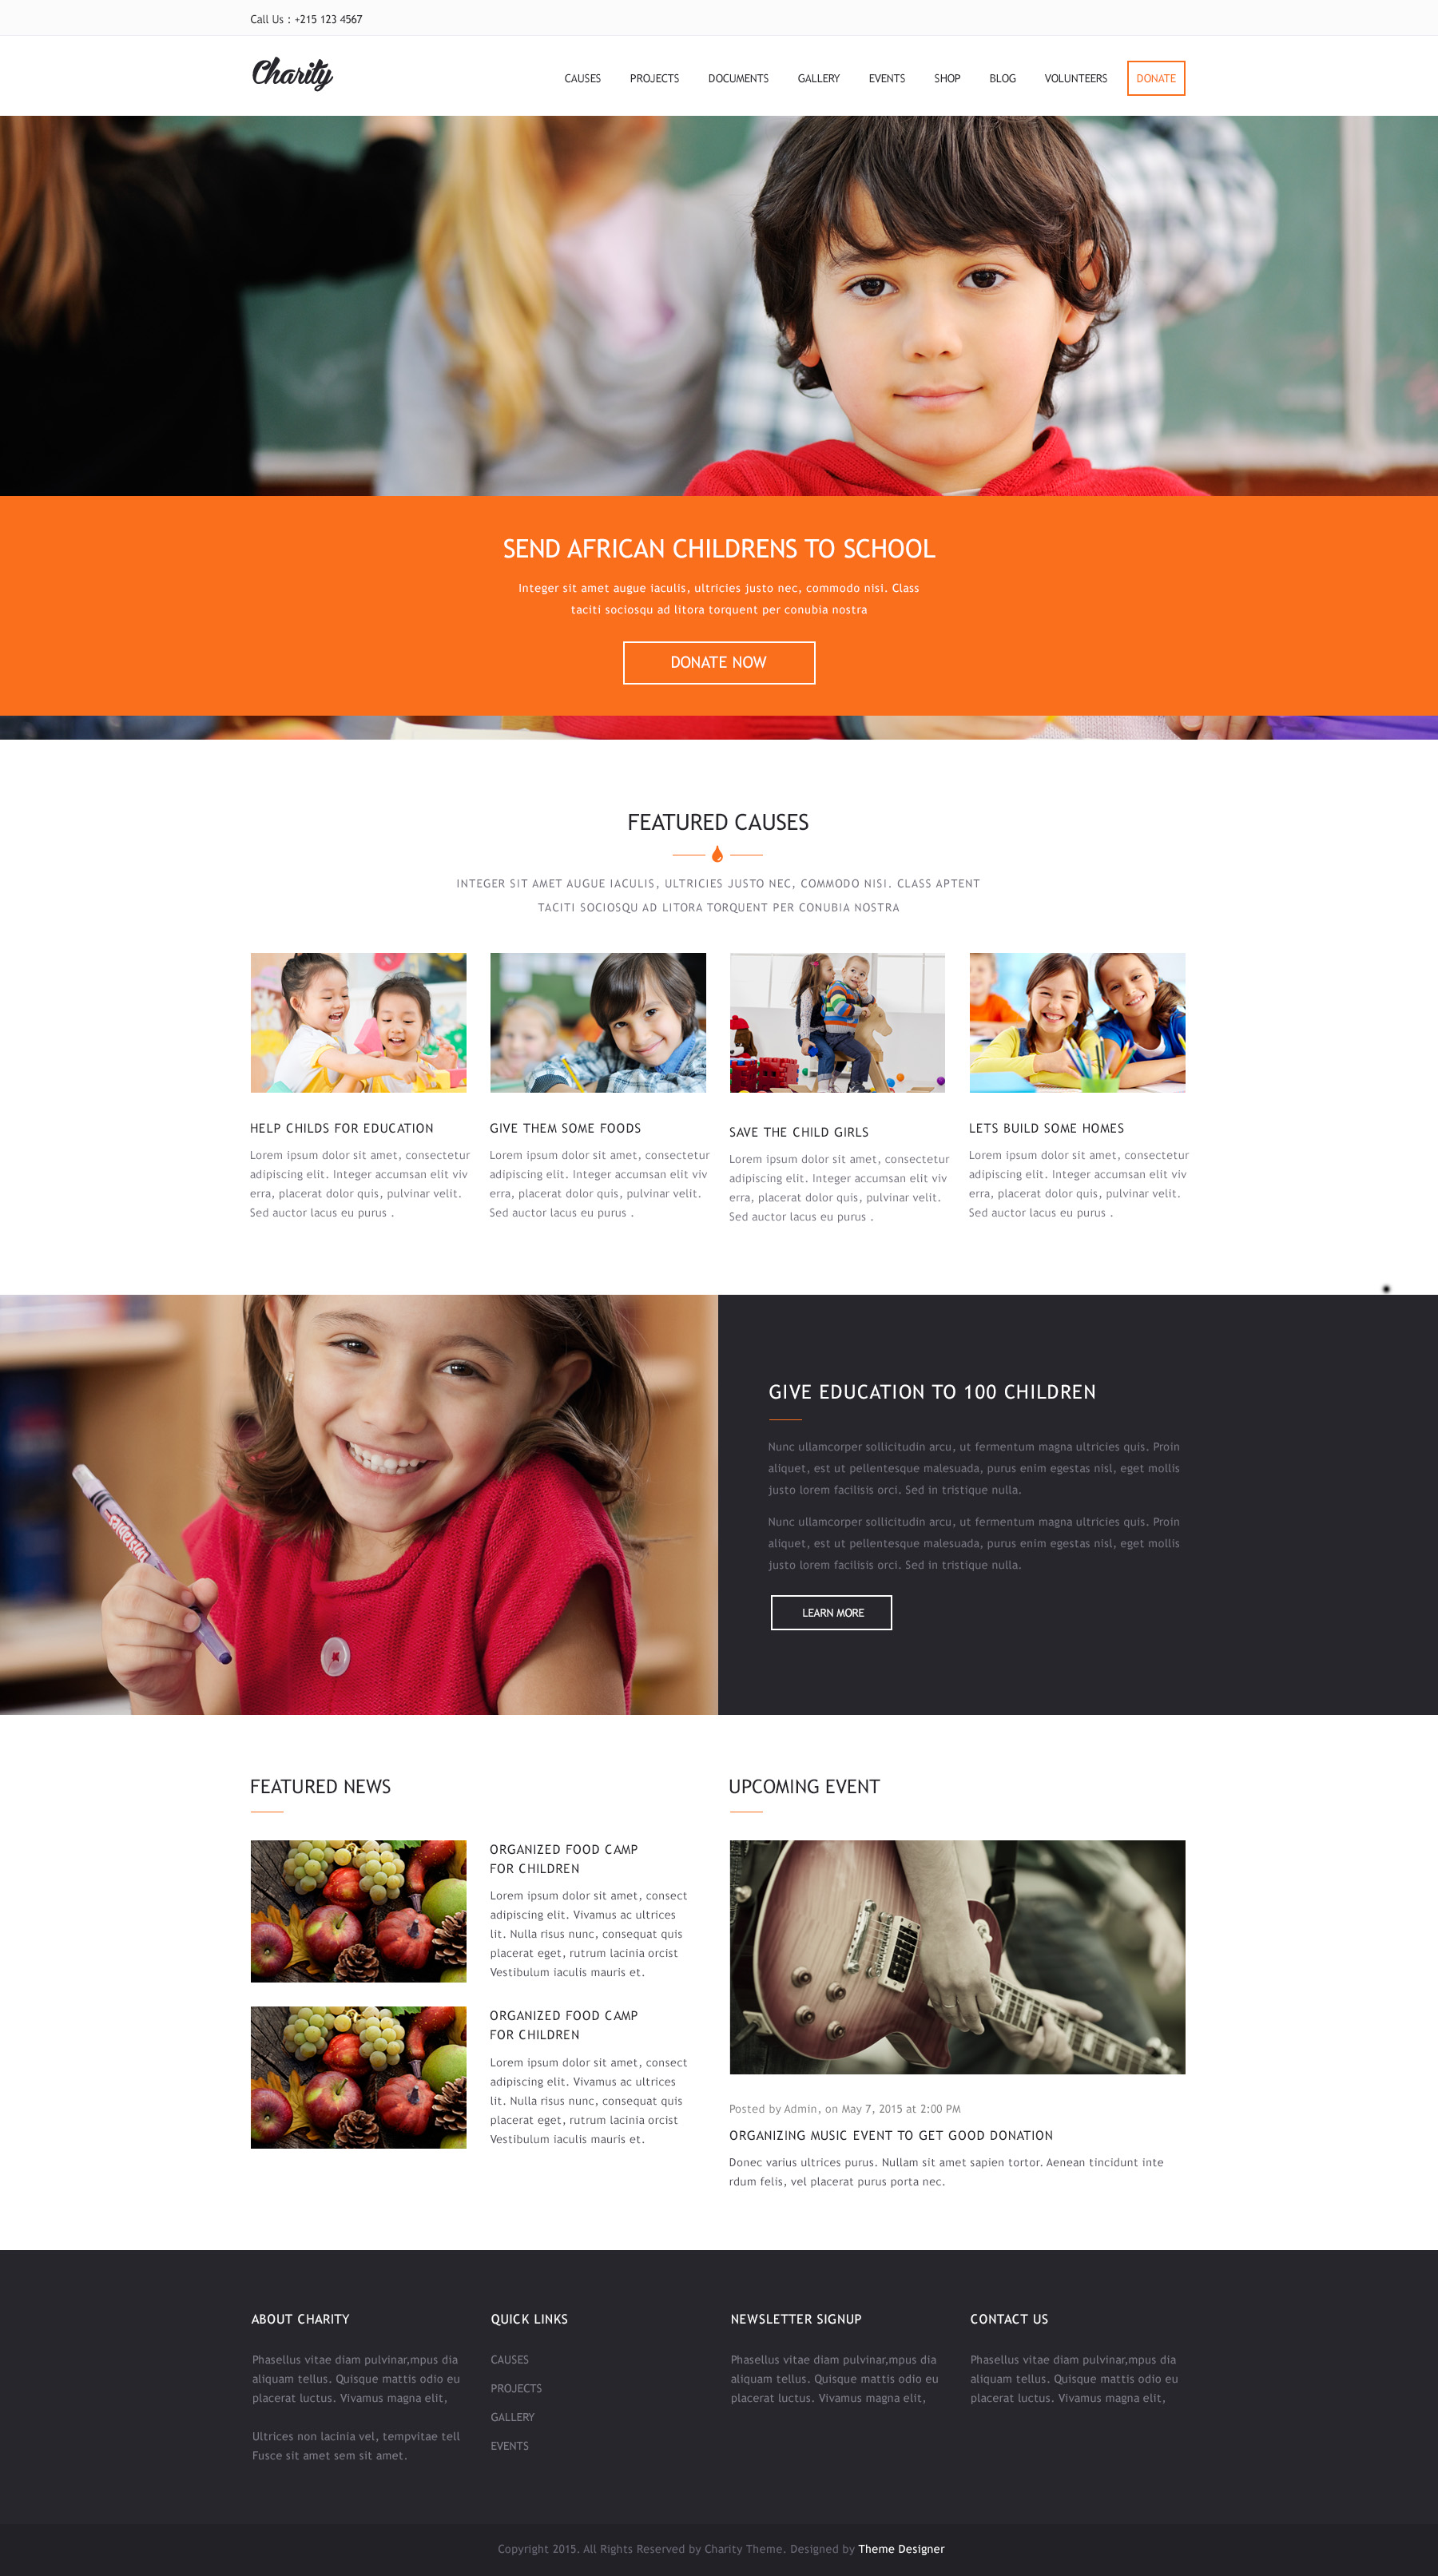 Call Us : +215 123 4567
Charity
CAUSES PROJECTS DOCUMENTS GALLERY EVENTS SHOP BLOG VOLUNTEERS DONATE
SEND AFRICAN CHILDRENS TO SCHOOL
Integer sit amet augue iaculis, ultricies justo nec, commodo nisi. Class
taciti sociosqu ad litora torquent per conubia nostra
DONATE NOW
FEATURED CAUSES
INTEGER SIT AMET AUGUE IACULIS, ULTRICIES JUSTO NEC, COMMODO NISI. CLASS APTENT
TACITI SOCIOSQU AD LITORA TORQUENT PER CONUBIA NOSTRA
HELP CHILDS FOR EDUCATION
Lorem ipsum dolor sit amet, consectetur
adipiscing elit. Integer accumsan elit viv
erra, placerat dolor quis, pulvinar velit.
Sed auctor lacus eu purus .
GIVE THEM SOME FOODS
Lorem ipsum dolor sit amet, consectetur
adipiscing elit. Integer accumsan elit viv
erra, placerat dolor quis, pulvinar velit.
Sed auctor lacus eu purus .
SAVE THE CHILD GIRLS
Lorem ipsum dolor sit amet, consectetur
adipiscing elit. Integer accumsan elit viv
erra, placerat dolor quis, pulvinar velit.
Sed auctor lacus eu purus .
LETS BUILD SOME HOMES
Lorem ipsum dolor sit amet, consectetur
adipiscing elit. Integer accumsan elit viv
erra, placerat dolor quis, pulvinar velit.
Sed auctor lacus eu purus .
GIVE EDUCATION TO 100 CHILDREN
Nunc ullamcorper sollicitudin arcu, ut fermentum magna ultricies quis. Proin
aliquet, est ut pellentesque malesuada, purus enim egestas nisl, eget mollis
justo lorem facilisis orci. Sed in tristique nulla.
Nunc ullamcorper sollicitudin arcu, ut fermentum magna ultricies quis. Proin
aliquet, est ut pellentesque malesuada, purus enim egestas nisl, eget mollis
justo lorem facilisis orci. Sed in tristique nulla.
LEARN MORE
FEATURED NEWS
ORGANIZED FOOD CAMP
FOR CHILDREN
Lorem ipsum dolor sit amet, consect
adipiscing elit. Vivamus ac ultrices
lit. Nulla risus nunc, consequat quis
placerat eget, rutrum lacinia orcist
Vestibulum iaculis mauris et.
ORGANIZED FOOD CAMP
FOR CHILDREN
Lorem ipsum dolor sit amet, consect
adipiscing elit. Vivamus ac ultrices
lit. Nulla risus nunc, consequat quis
placerat eget, rutrum lacinia orcist
Vestibulum iaculis mauris et.
UPCOMING EVENT
Posted by Admin, on May 7, 2015 at 2:00 PM
ORGANIZING MUSIC EVENT TO GET GOOD DONATION
Donec varius ultrices purus. Nullam sit amet sapien tortor. Aenean tincidunt inte
rdum felis, vel placerat purus porta nec.
ABOUT CHARITY
Phasellus vitae diam pulvinar,mpus dia
aliquam tellus. Quisque mattis odio eu
placerat luctus. Vivamus magna elit,
Ultrices non lacinia vel, tempvitae tell
Fusce sit amet sem sit amet.
QUICK LINKS
CAUSES
PROJECTS
GALLERY
EVENTS
NEWSLETTER SIGNUP
Phasellus vitae diam pulvinar,mpus dia
aliquam tellus. Quisque mattis odio eu
placerat luctus. Vivamus magna elit,
CONTACT US
Phasellus vitae diam pulvinar,mpus dia
aliquam tellus. Quisque mattis odio eu
placerat luctus. Vivamus magna elit,
Copyright 2015. All Rights Reserved by Charity Theme. Designed by Theme Designer